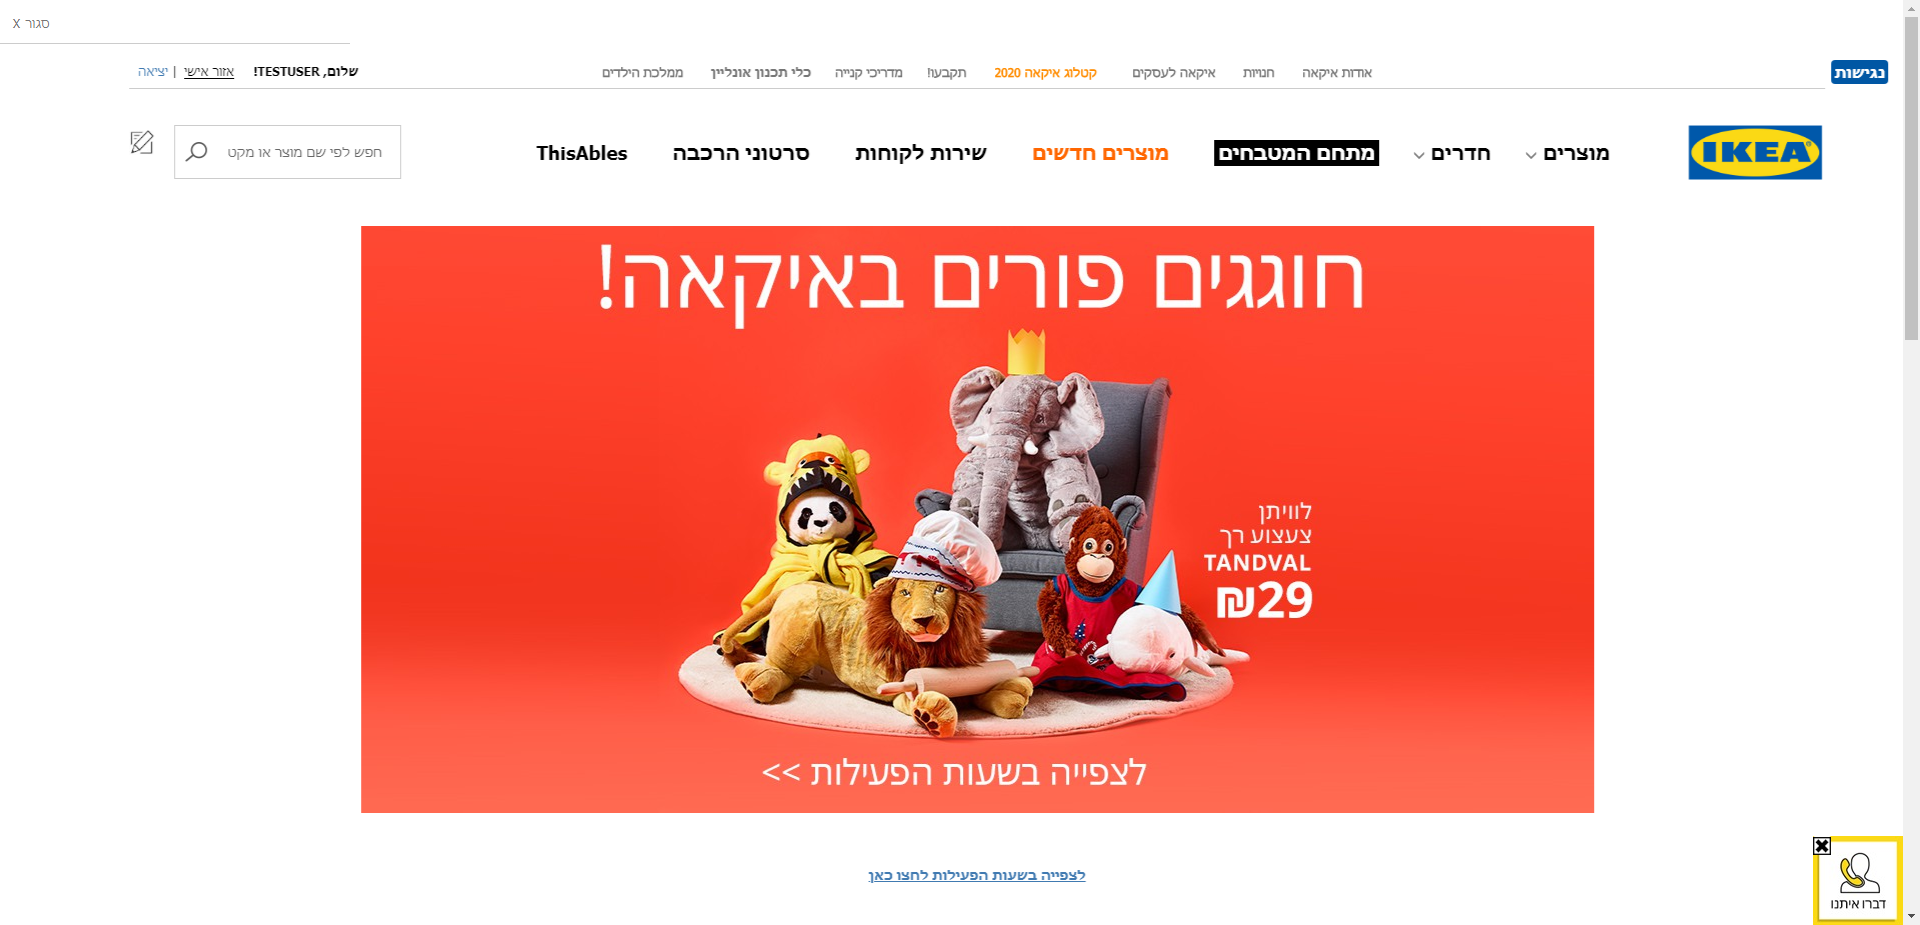 סגור X
נגישות
אודות איקאה
חנויות
איקאה לעסקים
קטלוג איקאה 2020
תקבעו!
מדריכי קנייה
כלי תכנון אונליין
ממלכת הילדים
שלום, TESTUSER!
אזור אישי | יציאה
IKEA
מוצרים
חדרים
מתחם המטבחים
מוצרים חדשים
שירות לקוחות
סרטוני הרכבה
ThisAbles
חפש לפי שם מוצר או מקט
חוגגים פורים באיקאה!
לוויתן
צעצוע רך
TANDVAL
₪29
לצפייה בשעות הפעילות >>
לצפייה בשעות הפעילות לחצו כאן
דברו איתנו